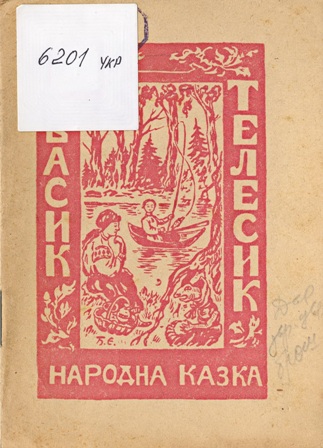 6201 укр
ВАСИК
ТЕЛЕСИК
Б.Є.
НАРОДНА КАЗКА